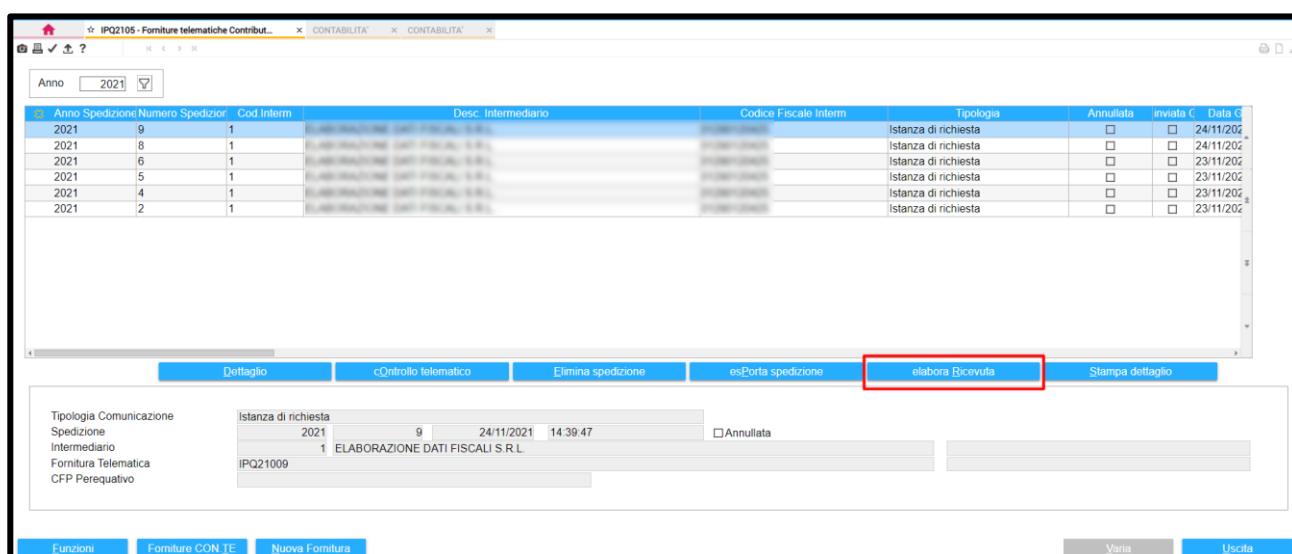 IPQ2105 - Forniture telematiche Contribut... × CONTABILITA' × CONTABILITA' ×
?
Anno 2021
Anno Spedizione Numero Spedizior Cod.Interm Desc. Intermediario Codice Fiscale Interm Tipologia Annullata inviata C Data G
2021 9 1 Istanza di richiesta 24/11/202
2021 8 1 Istanza di richiesta 24/11/202
2021 6 1 Istanza di richiesta 23/11/202
2021 5 1 Istanza di richiesta 23/11/202
2021 4 1 Istanza di richiesta 23/11/202
2021 2 1 Istanza di richiesta 23/11/202
Dettaglio cOntrollo telematico Elimina spedizione esPorta spedizione elabora Ricevuta Stampa dettaglio
Tipologia Comunicazione Istanza di richiesta
Spedizione 2021 9 24/11/2021 14:39:47 Annullata
Intermediario 1 ELABORAZIONE DATI FISCALI S.R.L.
Fornitura Telematica IPQ21009
CFP Perequativo
Funzioni Forniture CON.TE Nuova Fornitura Varia Uscita